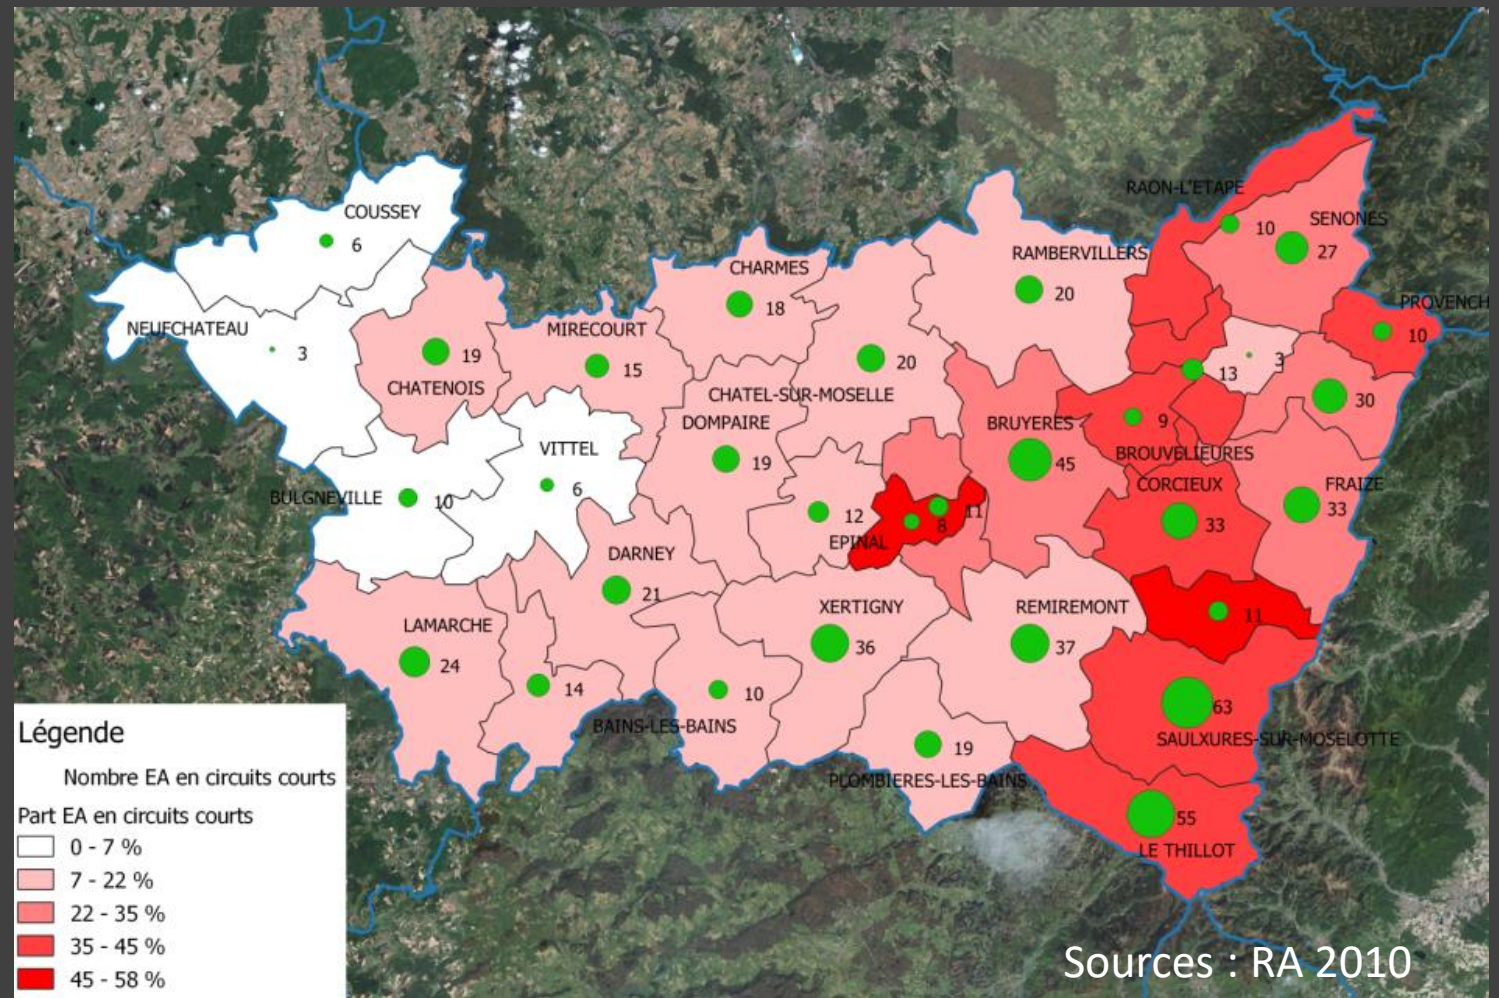 RAON-L'ETAPE
10
SENONES
27
COUSSEY
6
RAMBERVILLERS
20
CHARMES
18
PROVENCH
10
NEUFCHATEAU
3
MIRECOURT
15
19
CHATENOIS
20
CHATEL-SUR-MOSELLE
13
3
30
DOMPAIRE
19
BRUYERES
45
9
BROUVELIEURES
VITTEL
6
BULGNEVILLE
10
CORCIEUX
33
FRAIZE
33
12
EPINAL
8
11
DARNEY
21
XERTIGNY
36
REMIREMONT
37
11
LAMARCHE
24
14
10
BAINS-LES-BAINS
63
SAULXURES-SUR-MOSELOTTE
19
PLOMBIERES-LES-BAINS
55
LE THILLOT
Légende
Nombre EA en circuits courts
Part EA en circuits courts
0 - 7 %
7 - 22 %
22 - 35 %
35 - 45 %
45 - 58 %
Sources : RA 2010